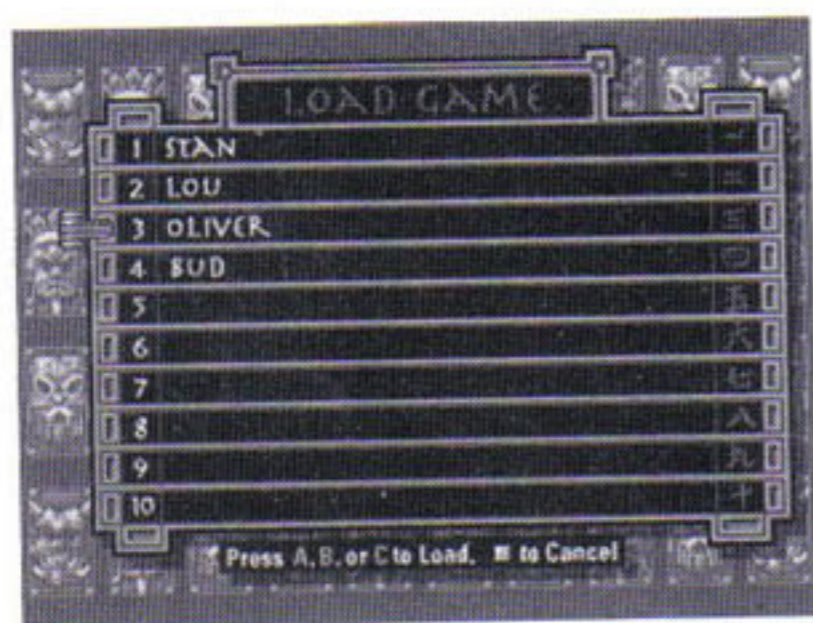 LOAD GAME
1 STAN 一
2 LOU 二
3 OLIVER 三
4 BUD 四
5 五
6 六
7 七
8 八
9 九
10 十
Press A, B, or C to Load. ■ to Cancel